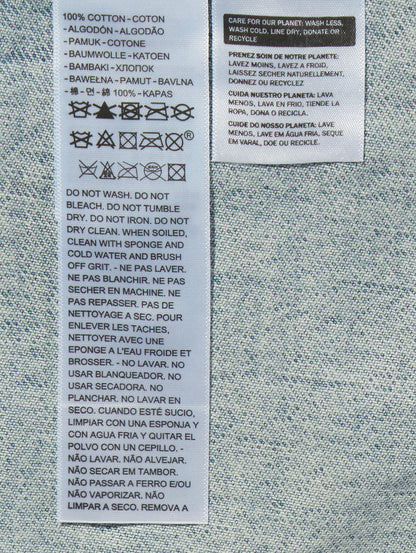 100% COTTON-COTON
- ALGODÓN-ALGODÃO
- PAMUK-COTONE
- BAUMWOLLE-KATOEN
- BAMBAKI-ХЛОПОК
- BAWEŁNA-PAMUT-BAVLNA
-棉-면-綿 100%-KAPAS
®
DO NOT WASH. DO NOT
BLEACH. DO NOT TUMBLE
DRY. DO NOT IRON. DO NOT
DRY CLEAN. WHEN SOILED,
CLEAN WITH SPONGE AND
COLD WATER AND BRUSH
OFF GRIT. - NE PAS LAVER.
NE PAS BLANCHIR. NE PAS
SECHER EN MACHINE. NE
PAS REPASSER. PAS DE
NETTOYAGE A SEC. POUR
ENLEVER LES TACHES,
NETTOYER AVEC UNE
EPONGE A L'EAU FROIDE ET
BROSSER. - NO LAVAR. NO
USAR BLANQUEADOR. NO
USAR SECADORA. NO
PLANCHAR. NO LAVAR EN
SECO. CUANDO ESTÉ SUCIO,
LIMPIAR CON UNA ESPONJA Y
CON AGUA FRIA Y QUITAR EL
POLVO CON UN CEPILLO. -
NÃO LAVAR. NÃO ALVEJAR.
NÃO SECAR EM TAMBOR.
NÃO PASSAR A FERRO E/OU
NÃO VAPORIZAR. NÃO
LIMPAR A SECO. REMOVA A
CARE FOR OUR PLANET: WASH LESS,
WASH COLD, LINE DRY, DONATE OR
RECYCLE
PRENEZ SOIN DE NOTRE PLANETE:
LAVEZ MOINS, LAVEZ A FROID,
LAISSEZ SECHER NATURELLEMENT,
DONNEZ OU RECYCLEZ
CUIDA NUESTRO PLANETA: LAVA
MENOS, LAVA EN FRIO, TIENDE LA
ROPA, DONA O RECICLA.
CUIDE DO NOSSO PLANETA: LAVE
MENOS, LAVE EM ÁGUA FRIA, SEQUE
EM VARAL, DOE OU RECICLE.